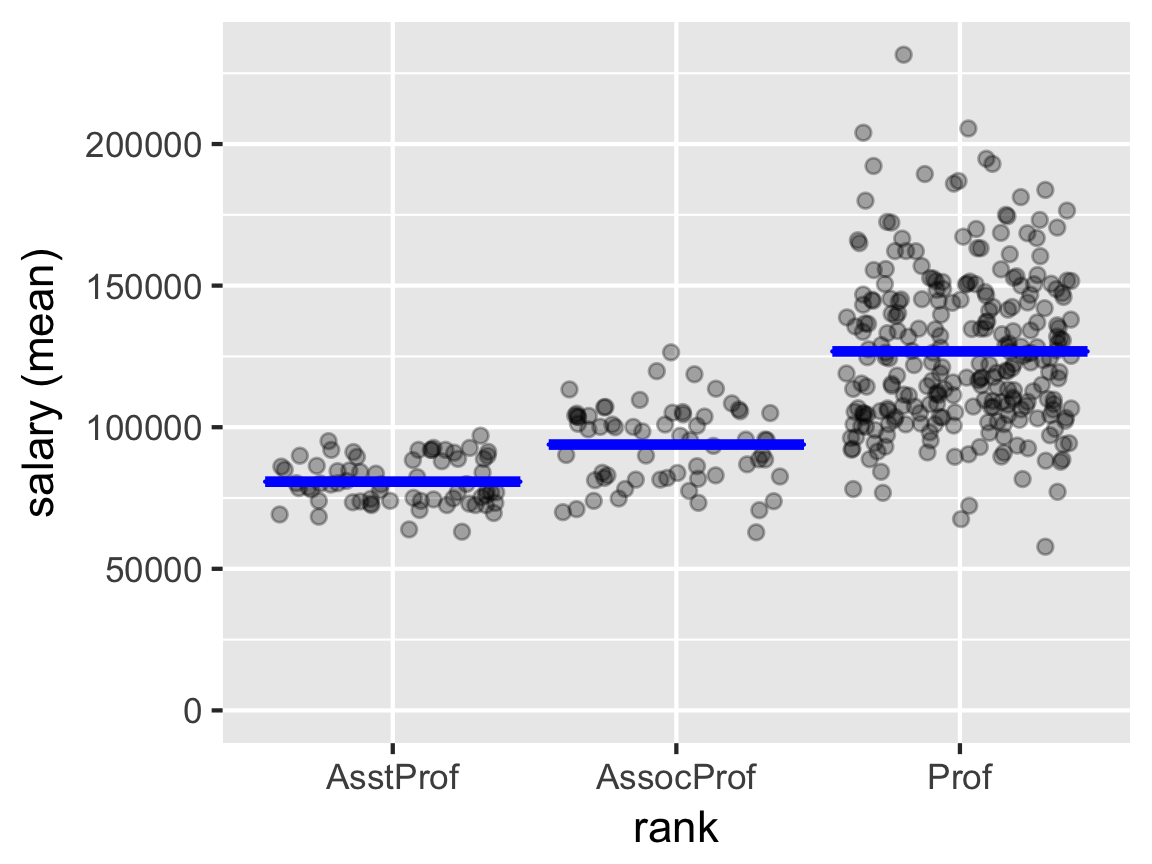 salary (mean)
200000
150000
100000
50000
0
AsstProf
AssocProf
Prof
rank